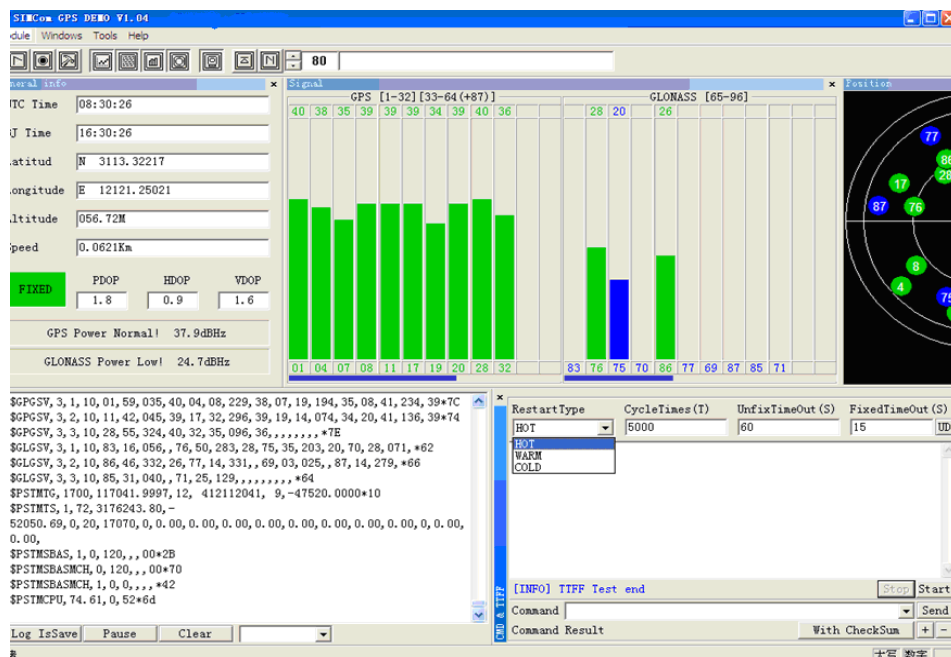 SIMCom GPS DEMO V1.04
odule Windows Tools Help
80
neral info
Signal
Position
TC Time 08:30:26
J Time 16:30:26
atitud N 3113.32217
ongitude E 12121.25021
ltitude 056.72M
peed 0.0621Km
FIXED
PDOP HDOP VDOP
1.8 0.9 1.6
GPS Power Normal! 37.9dBHz
GLONASS Power Low! 24.7dBHz
GPS [1-32][33-64(+87)]
40 38 35 39 39 39 34 39 40 36
01 04 07 08 11 17 19 20 28 32
GLONASS [65-96]
28 20 26
83 76 75 70 86 77 69 87 85 71
77
86
28
17
87
76
8
4
75
$GPGSV,3,1,10,01,59,035,40,04,08,229,38,07,19,194,35,08,41,234,39*7C
$GPGSV,3,2,10,11,42,045,39,17,32,296,39,19,14,074,34,20,41,136,39*74
$GPGSV,3,3,10,28,55,324,40,32,35,096,36,,,,,,,,*7E
$GLGSV,3,1,10,83,16,056,,76,50,283,28,75,35,203,20,70,28,071,*62
$GLGSV,3,2,10,86,46,332,26,77,14,331,,69,03,025,,87,14,279,*66
$GLGSV,3,3,10,85,31,040,,71,25,129,,,,,,,,,*64
$PSTMTG,1700,117041.9997,12, 412112041, 9,-47520.0000*10
$PSTMTS,1,72,3176243.80,-
52050.69,0,20,17070,0,0.00,0.00,0.00,0.00,0.00,0.00,0.00,0,0.00,
0.00,
$PSTMSBAS,1,0,120,,,00*2B
$PSTMSBASMCH,0,120,,,00*70
$PSTMSBASMCH,1,0,0,,,,*42
$PSTMCPU,74.61,0,52*6d
Log IsSave Pause Clear
CMD & TTFF
RestartType CycleTimes(T) UnfixTimeOut(S) FixedTimeOut(S)
HOT 5000 60 15 UD
HOT
WARM
COLD
[INFO] TTFF Test end
Stop Start
Command Send
Command Result With CheckSum + -
大写 数字